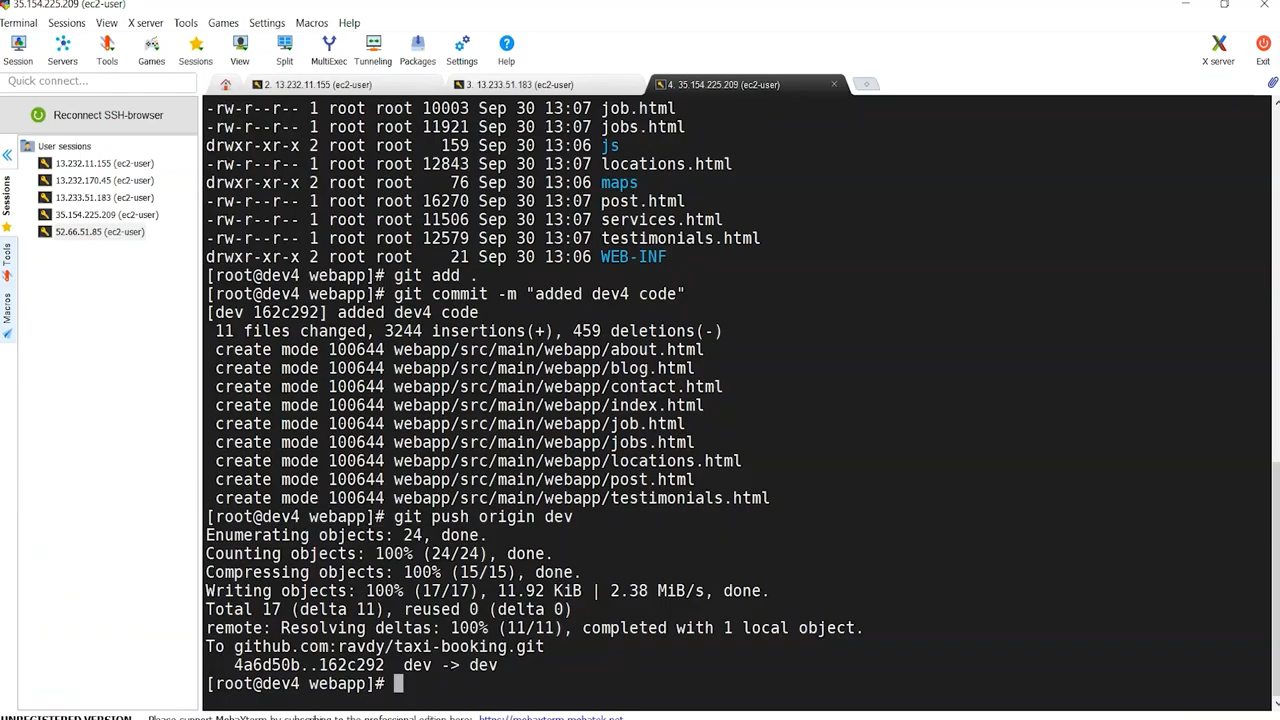 35.154.225.209 (ec2-user)
Terminal Sessions View X server Tools Games Settings Macros Help
Session Servers Tools Games Sessions View Split MultiExec Tunneling Packages Settings Help X server Exit
Quick connect...
2. 13.232.11.155 (ec2-user) 3. 13.233.51.183 (ec2-user) 4. 35.154.225.209 (ec2-user)
Reconnect SSH-browser
User sessions
13.232.11.155 (ec2-user)
13.232.170.45 (ec2-user)
13.233.51.183 (ec2-user)
35.154.225.209 (ec2-user)
52.66.51.85 (ec2-user)
Sessions
Tools
Macros
-rw-r--r-- 1 root root 10003 Sep 30 13:07 job.html
-rw-r--r-- 1 root root 11921 Sep 30 13:07 jobs.html
drwxr-xr-x 2 root root 159 Sep 30 13:06 js
-rw-r--r-- 1 root root 12843 Sep 30 13:07 locations.html
drwxr-xr-x 2 root root 76 Sep 30 13:06 maps
-rw-r--r-- 1 root root 16270 Sep 30 13:07 post.html
-rw-r--r-- 1 root root 11506 Sep 30 13:07 services.html
-rw-r--r-- 1 root root 12579 Sep 30 13:07 testimonials.html
drwxr-xr-x 2 root root 21 Sep 30 13:06 WEB-INF
[root@dev4 webapp]# git add .
[root@dev4 webapp]# git commit -m "added dev4 code"
[dev 162c292] added dev4 code
11 files changed, 3244 insertions(+), 459 deletions(-)
create mode 100644 webapp/src/main/webapp/about.html
create mode 100644 webapp/src/main/webapp/blog.html
create mode 100644 webapp/src/main/webapp/contact.html
create mode 100644 webapp/src/main/webapp/index.html
create mode 100644 webapp/src/main/webapp/job.html
create mode 100644 webapp/src/main/webapp/jobs.html
create mode 100644 webapp/src/main/webapp/locations.html
create mode 100644 webapp/src/main/webapp/post.html
create mode 100644 webapp/src/main/webapp/testimonials.html
[root@dev4 webapp]# git push origin dev
Enumerating objects: 24, done.
Counting objects: 100% (24/24), done.
Compressing objects: 100% (15/15), done.
Writing objects: 100% (17/17), 11.92 KiB | 2.38 MiB/s, done.
Total 17 (delta 11), reused 0 (delta 0)
remote: Resolving deltas: 100% (11/11), completed with 1 local object.
To github.com:ravdy/taxi-booking.git
4a6d50b..162c292 dev -> dev
[root@dev4 webapp]#
UNREGISTERED VERSION - Please support MobaXterm by subscribing to the professional edition here: https://mobaxterm.mobatek.net